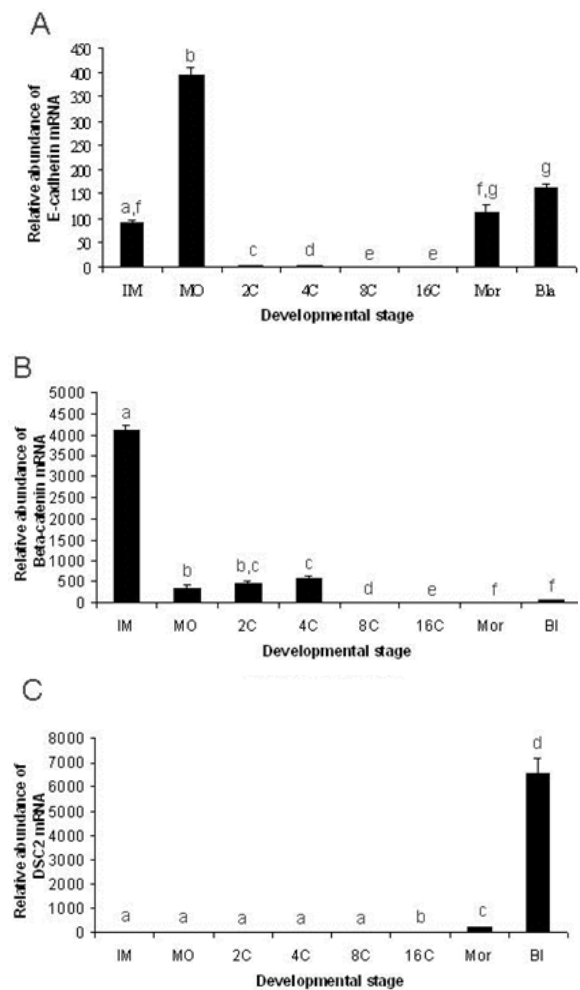 A
Relative abundance of
E-cadherin mRNA
450
400
350
300
250
200
150
100
50
0
a,f
b
c
d
e
e
f,g
g
IM MO 2C 4C 8C 16C Mor Bla
Developmental stage
B
Relative abundance of
Beta-catenin mRNA
5000
4500
4000
3500
3000
2500
2000
1500
1000
500
0
a
b
b,c
c
d
e
f
f
IM MO 2C 4C 8C 16C Mor Bl
Developmental stage
C
Relative abundance of
DSC2 mRNA
8000
7000
6000
5000
4000
3000
2000
1000
0
a
a
a
a
a
b
c
d
IM MO 2C 4C 8C 16C Mor Bl
Developmental stage